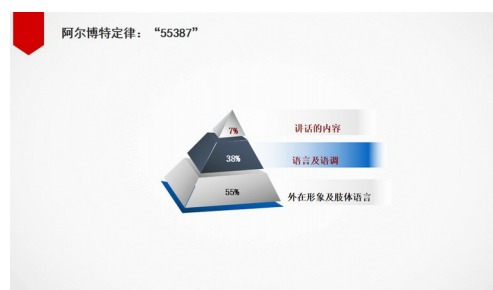 阿尔博特定律：“55387”
7% 讲话的内容
38% 语言及语调
55% 外在形象及肢体语言